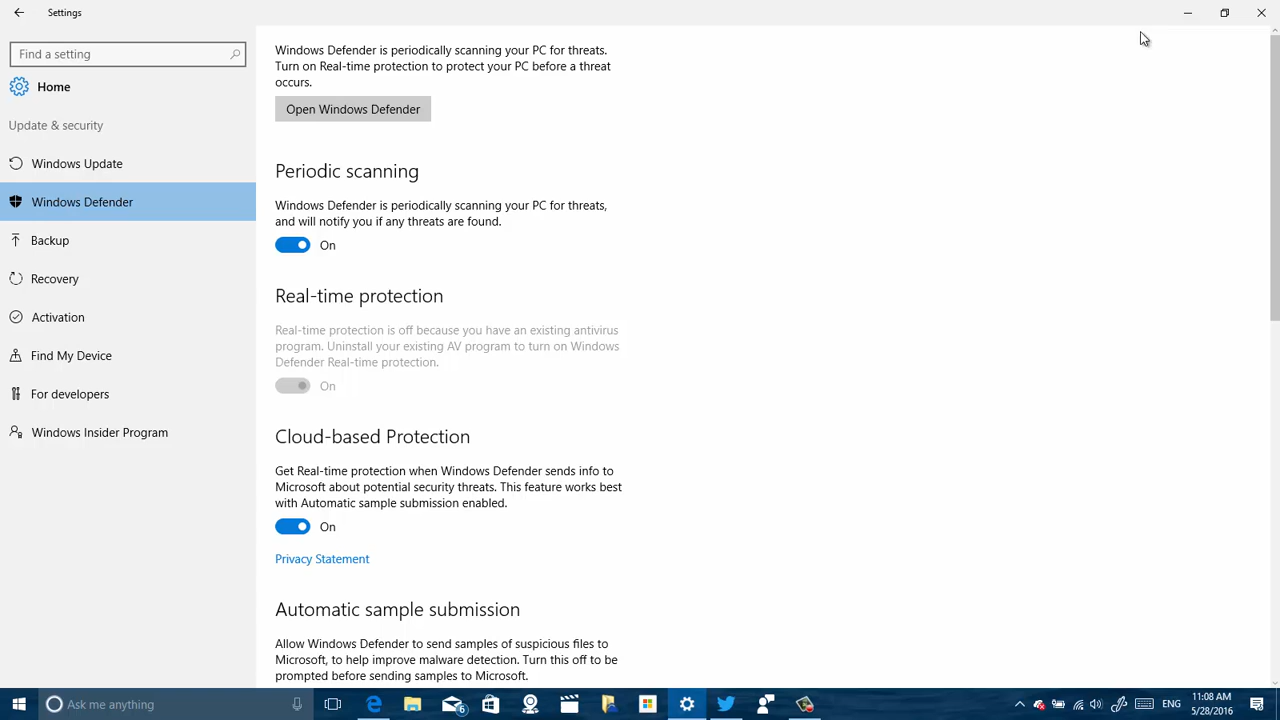 Settings
Find a setting
Home
Update & security
Windows Update
Windows Defender
Backup
Recovery
Activation
Find My Device
For developers
Windows Insider Program
Windows Defender is periodically scanning your PC for threats.
Turn on Real-time protection to protect your PC before a threat
occurs.
Open Windows Defender
Periodic scanning
Windows Defender is periodically scanning your PC for threats,
and will notify you if any threats are found.
On
Real-time protection
Real-time protection is off because you have an existing antivirus
program. Uninstall your existing AV program to turn on Windows
Defender Real-time protection.
On
Cloud-based Protection
Get Real-time protection when Windows Defender sends info to
Microsoft about potential security threats. This feature works best
with Automatic sample submission enabled.
On
Privacy Statement
Automatic sample submission
Allow Windows Defender to send samples of suspicious files to
Microsoft, to help improve malware detection. Turn this off to be
prompted before sending samples to Microsoft.
Ask me anything
6
ENG
11:08 AM
5/28/2016